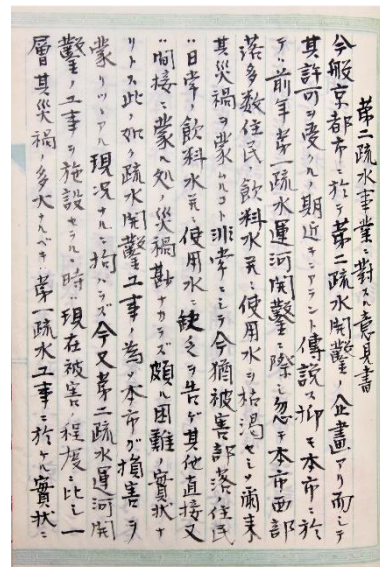 第二疏水事業ニ対スル意見書
今般京都市ニ於テ第二疏水開鑿ノ企畫アリ而シテ
其許可ヲ受クル期近キニアラントノ傳説ス抑モ本市ニ於
テハ前年第一疏水運河開鑿ニ際シ忽チ本市西部
落多数住民ノ飲料水并ニ使用水ヲ枯渇セシメ爾来
其災禍ヲ蒙ムルコト非常ニシテ今猶被害部落住民
ハ日常ノ飲料水并ニ使用水ニ缺乏ヲ告ゲ其他直接又
ハ間接ニ蒙ル処ノ災禍尠ナカラズ頗ル困難ノ實状ナ
リトス此ノ如ク疏水開鑿工事ノ為メ本市ガ損害ヲ
蒙リツヽアル現况ナルニ拘ハラズ今又第二疏水運河開
鑿ノ工事ヲ施設セラルヽ時ハ現在被害ノ程度ニ比シ一
層其災禍ノ多大ナルベキハ第一疏水工事ニ於ケル實状ニ